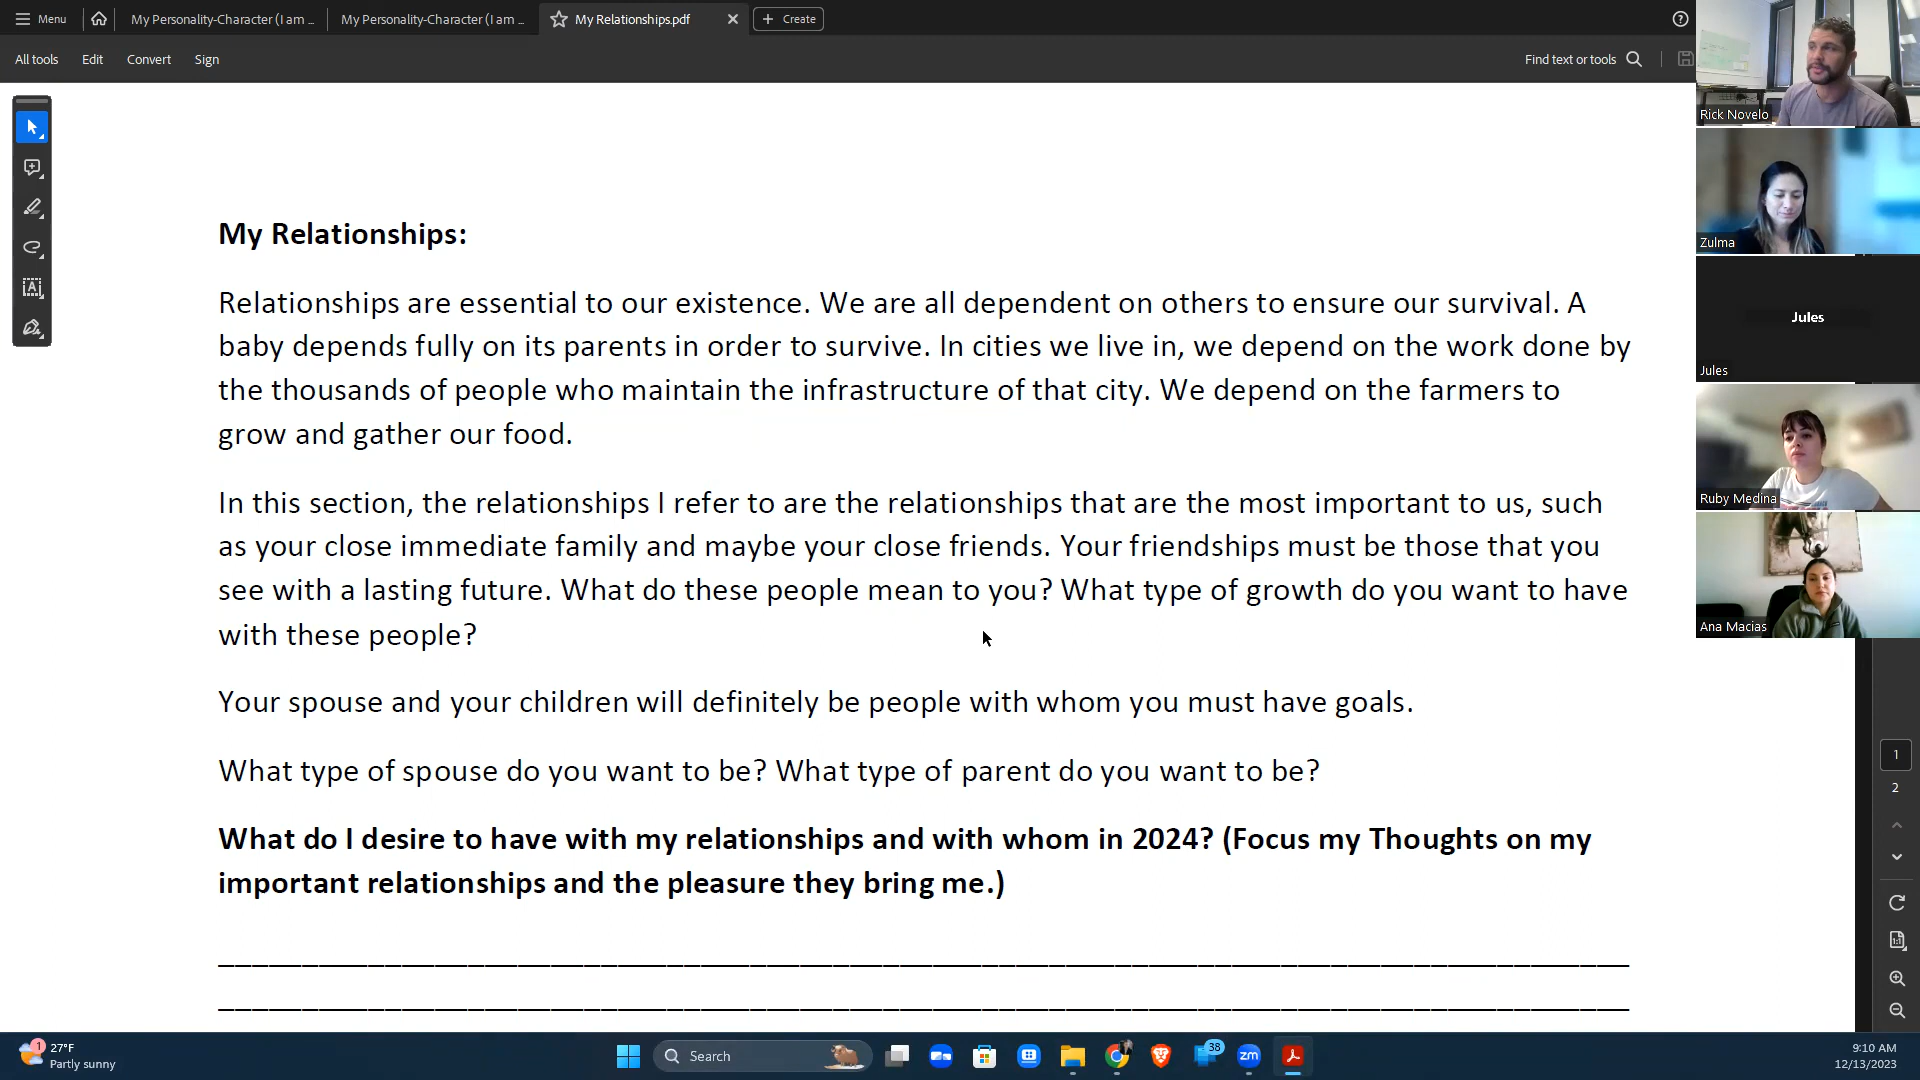 Menu
My Personality-Character (I am ...
My Personality-Character (I am ...
My Relationships.pdf
Create
All tools
Edit
Convert
Sign
Find text or tools
My Relationships:
Relationships are essential to our existence. We are all dependent on others to ensure our survival. A
baby depends fully on its parents in order to survive. In cities we live in, we depend on the work done by
the thousands of people who maintain the infrastructure of that city. We depend on the farmers to
grow and gather our food.
In this section, the relationships I refer to are the relationships that are the most important to us, such
as your close immediate family and maybe your close friends. Your friendships must be those that you
see with a lasting future. What do these people mean to you? What type of growth do you want to have
with these people?
Your spouse and your children will definitely be people with whom you must have goals.
What type of spouse do you want to be? What type of parent do you want to be?
What do I desire to have with my relationships and with whom in 2024? (Focus my Thoughts on my
important relationships and the pleasure they bring me.)
Rick Novelo
Zulma
Jules
Jules
Ruby Medina
Ana Macias
1
2
1
27°F
Partly sunny
Search
38
zm
9:10 AM
12/13/2023